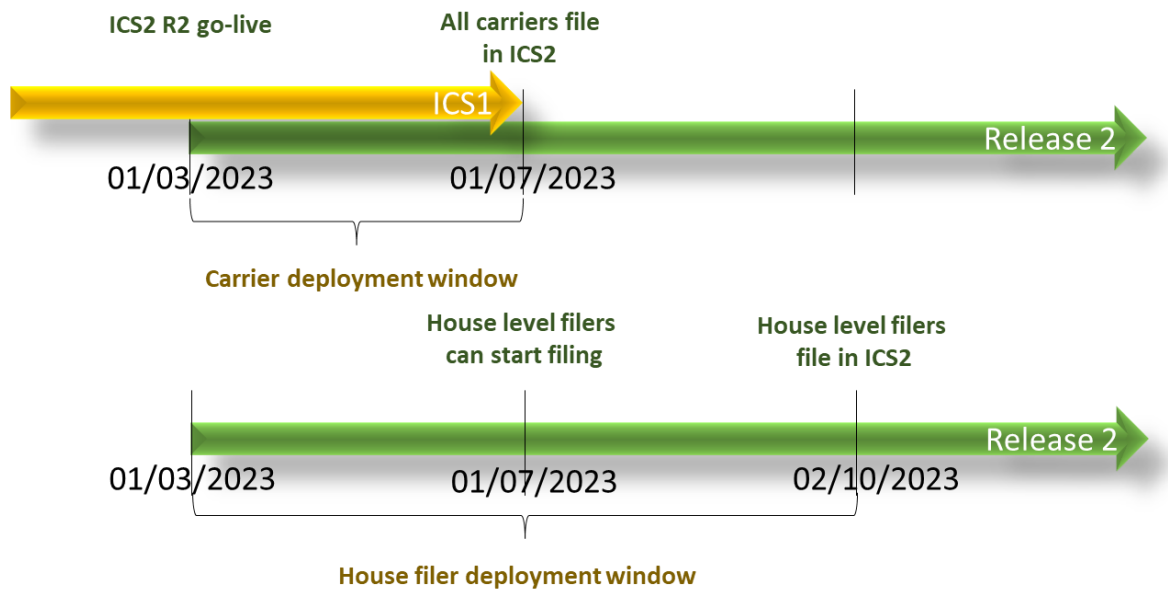 ICS2 R2 go-live
All carriers file
in ICS2
ICS1
Release 2
01/03/2023
01/07/2023
Carrier deployment window
House level filers
can start filing
House level filers
file in ICS2
Release 2
01/03/2023
01/07/2023
02/10/2023
House filer deployment window